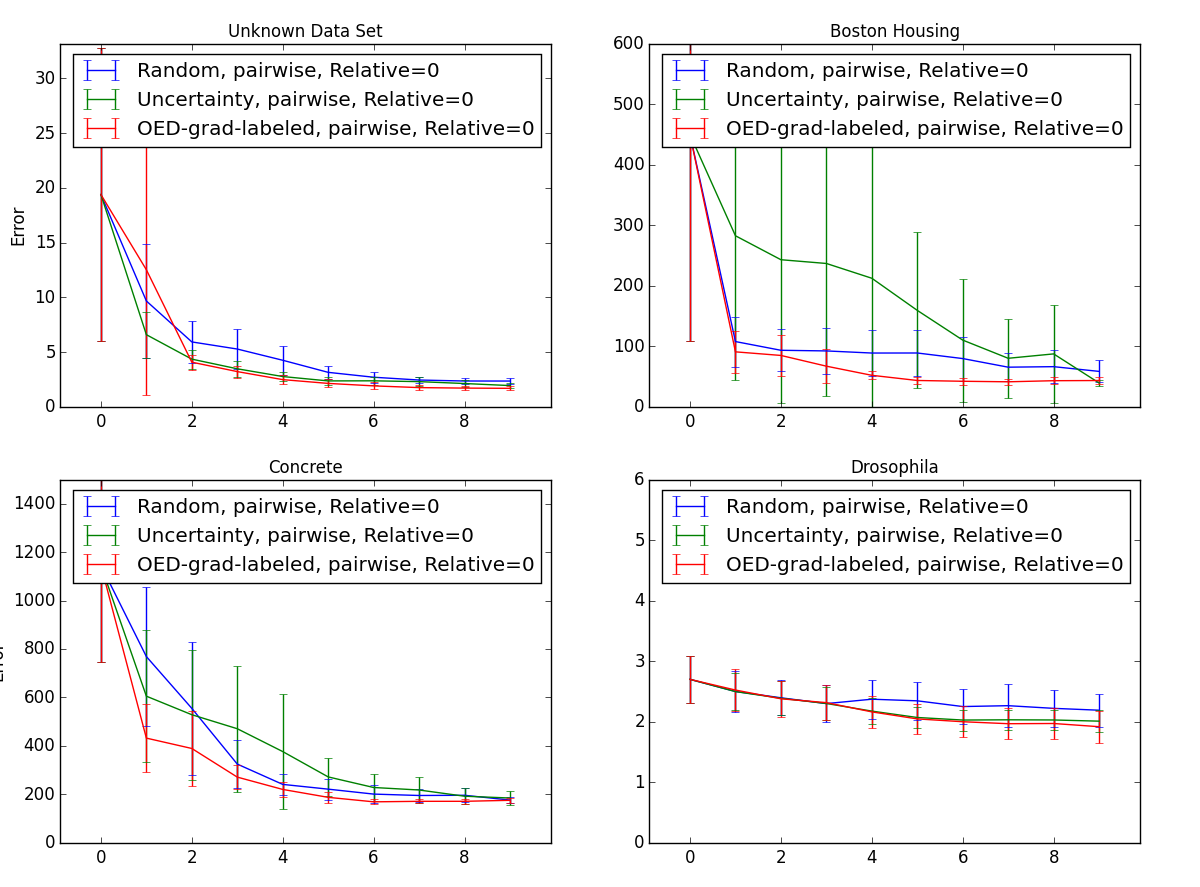 Unknown Data Set
Random, pairwise, Relative=0
Uncertainty, pairwise, Relative=0
OED-grad-labeled, pairwise, Relative=0
Error
30
25
20
15
10
5
0
0 2 4 6 8
Boston Housing
Random, pairwise, Relative=0
Uncertainty, pairwise, Relative=0
OED-grad-labeled, pairwise, Relative=0
600
500
400
300
200
100
0
0 2 4 6 8
Concrete
Random, pairwise, Relative=0
Uncertainty, pairwise, Relative=0
OED-grad-labeled, pairwise, Relative=0
Error
1400
1200
1000
800
600
400
200
0
0 2 4 6 8
Drosophila
Random, pairwise, Relative=0
Uncertainty, pairwise, Relative=0
OED-grad-labeled, pairwise, Relative=0
6
5
4
3
2
1
0
0 2 4 6 8